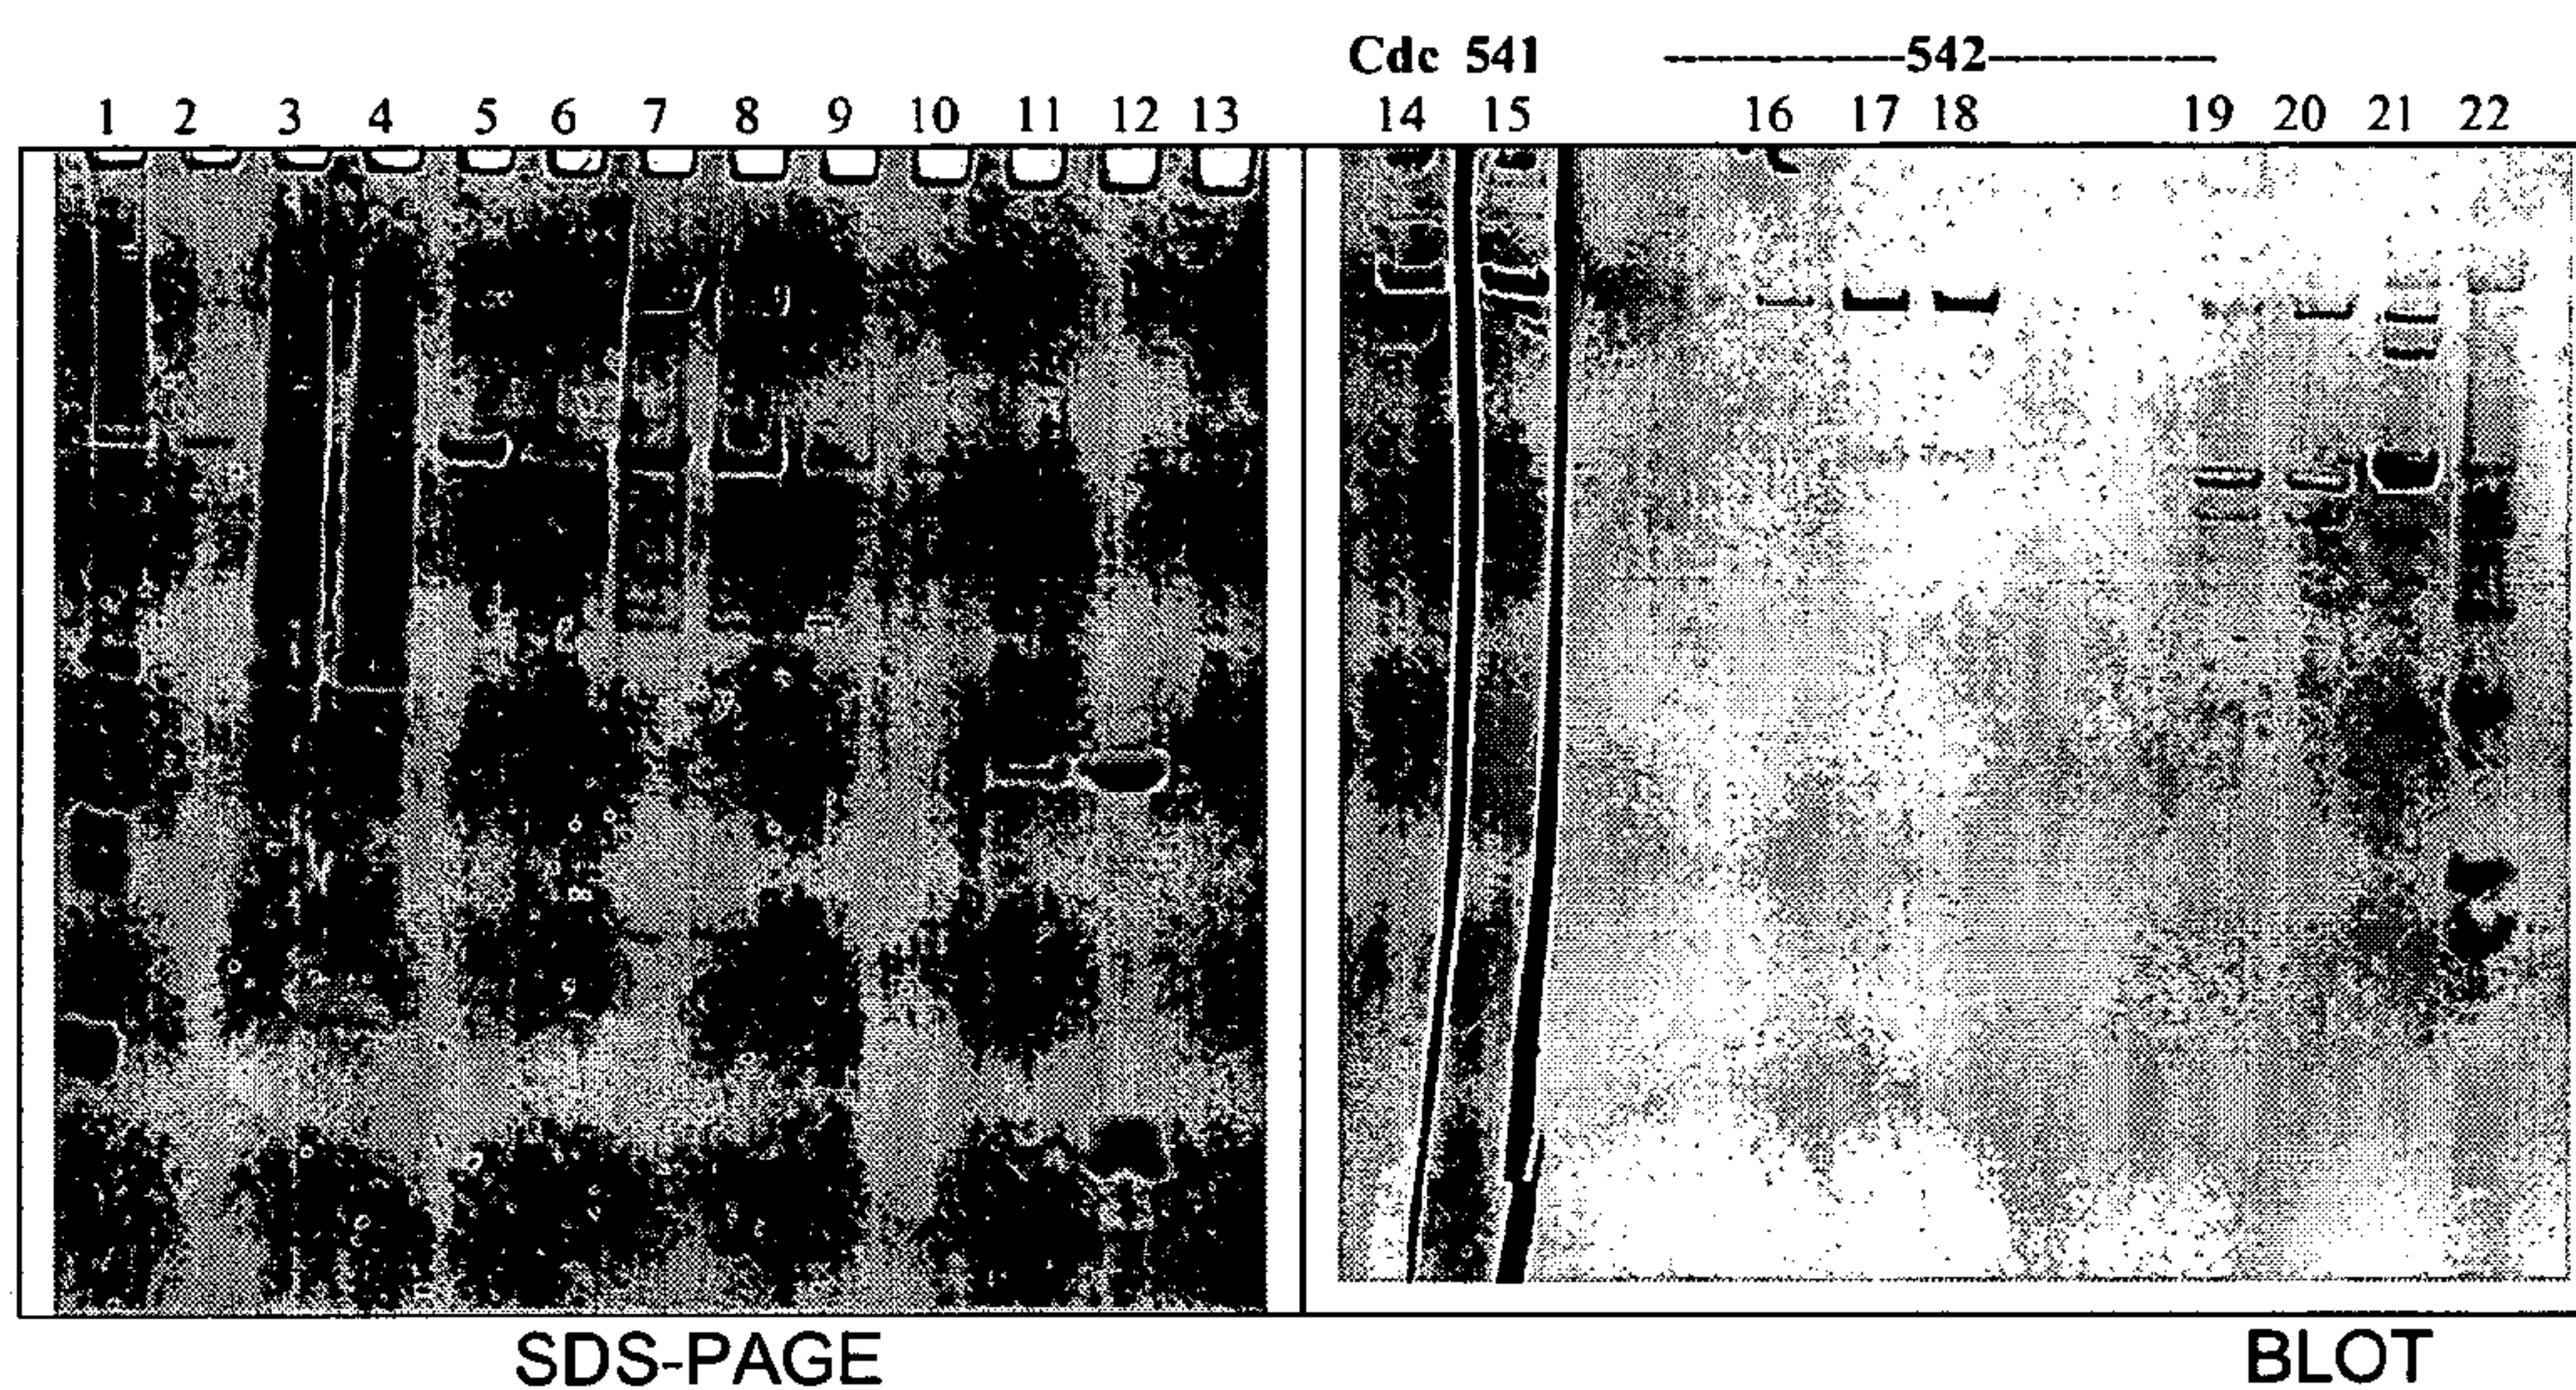 Cdc 541 -------------542-------------
1 2 3 4 5 6 7 8 9 10 11 12 13 14 15 16 17 18 19 20 21 22
SDS-PAGE BLOT